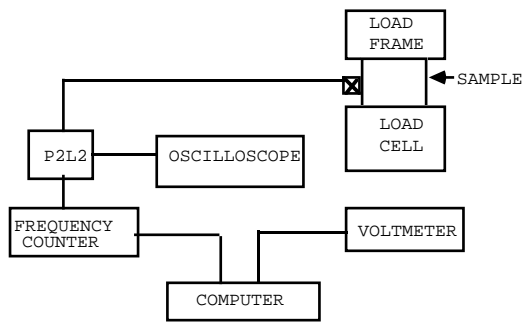 LOAD
FRAME
SAMPLE
LOAD
CELL
P2L2
OSCILLOSCOPE
FREQUENCY
COUNTER
VOLTMETER
COMPUTER